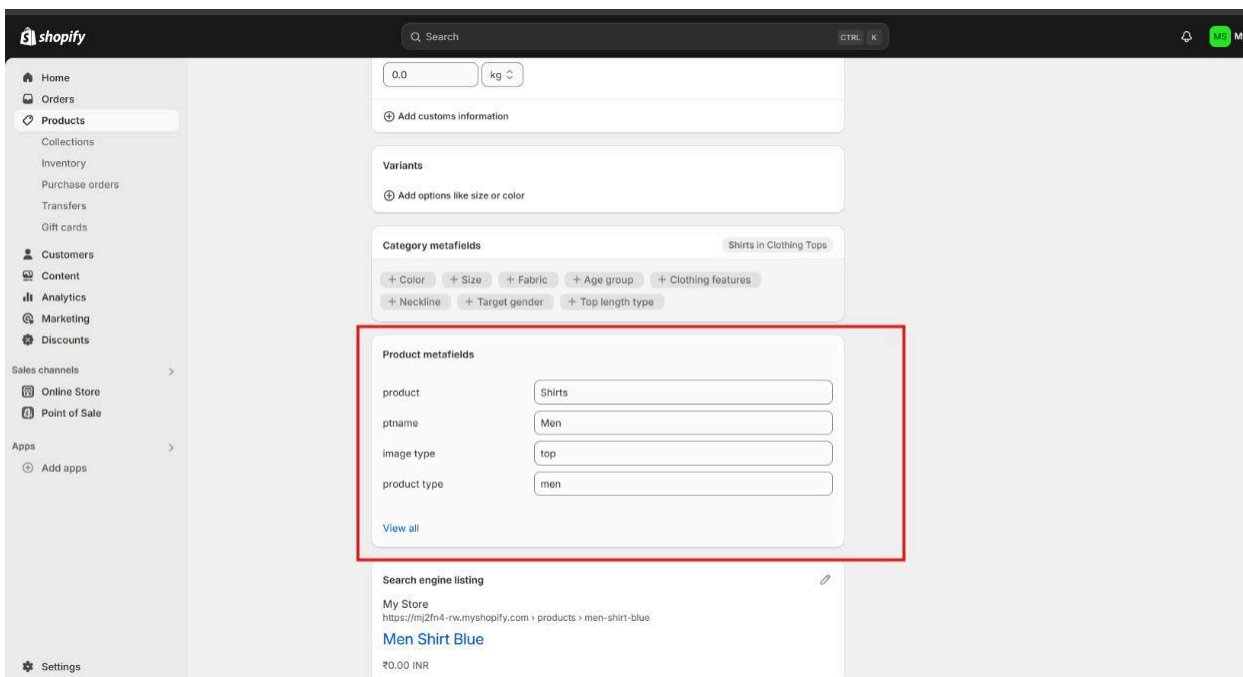 shopify
Search
CTRL K
MS M
Home
Orders
Products
Collections
Inventory
Purchase orders
Transfers
Gift cards
Customers
Content
Analytics
Marketing
Discounts
Sales channels
Online Store
Point of Sale
Apps
Add apps
Settings
0.0 kg
Add customs information
Variants
Add options like size or color
Category metafields Shirts in Clothing Tops
+ Color + Size + Fabric + Age group + Clothing features
+ Neckline + Target gender + Top length type
Product metafields
product Shirts
ptname Men
image type top
product type men
View all
Search engine listing
My Store
https://mj2fn4-rw.myshopify.com › products › men-shirt-blue
Men Shirt Blue
₹0.00 INR